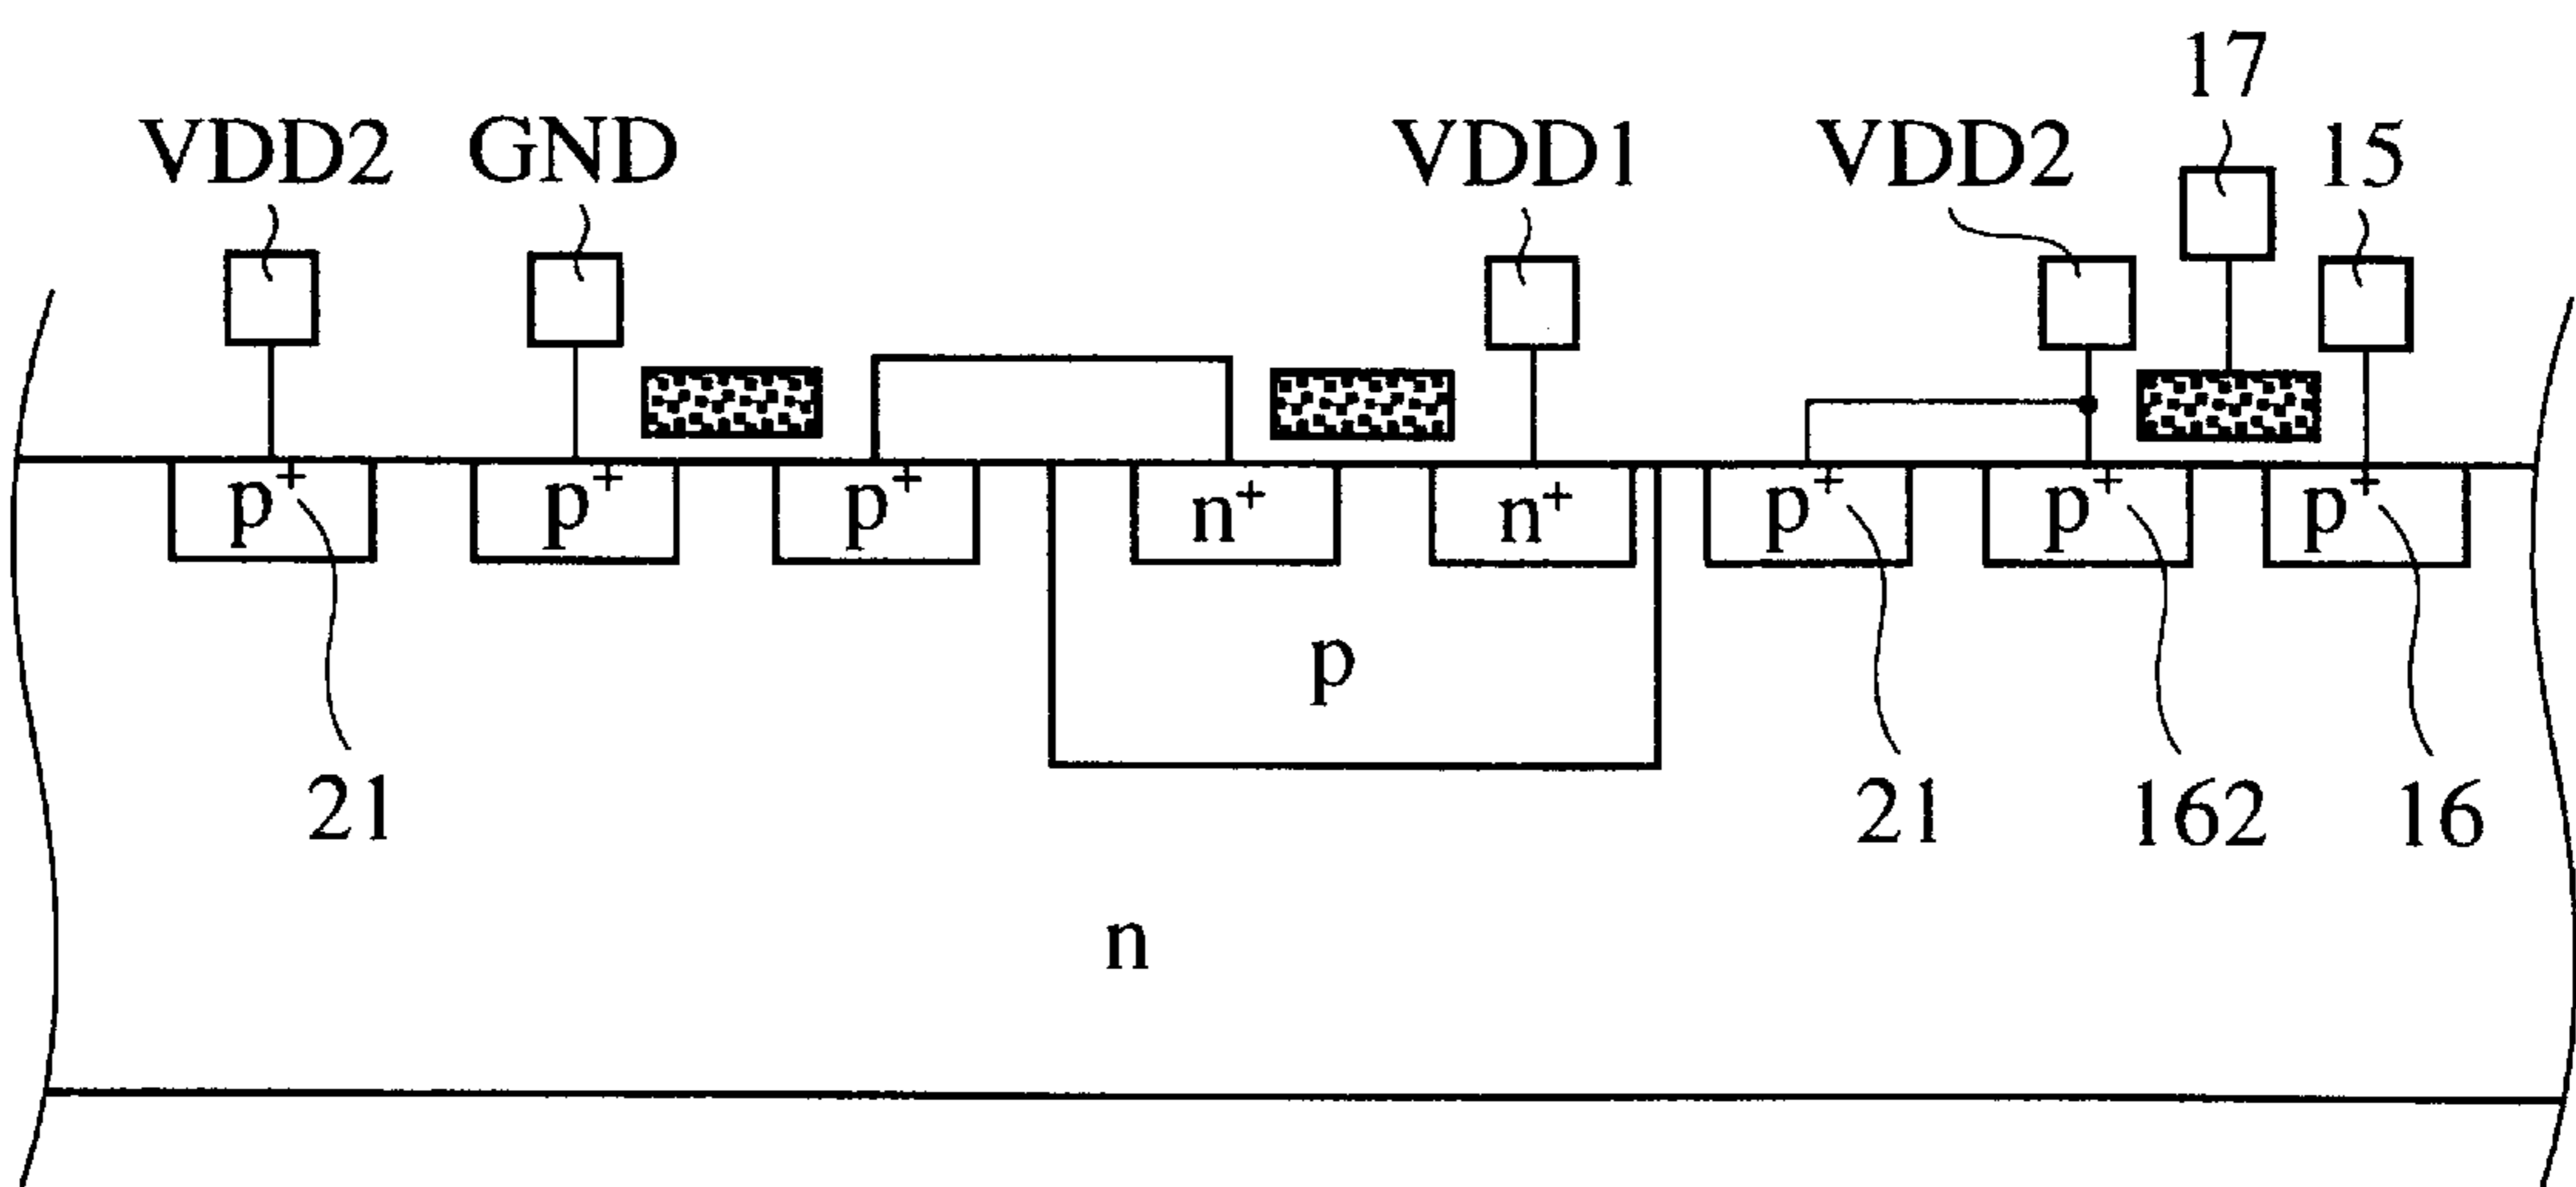 17
VDD2 GND VDD1 VDD2 15
p+ p+ p+ n+ n+ p+ p+ p+
p
21 21 162 16
n